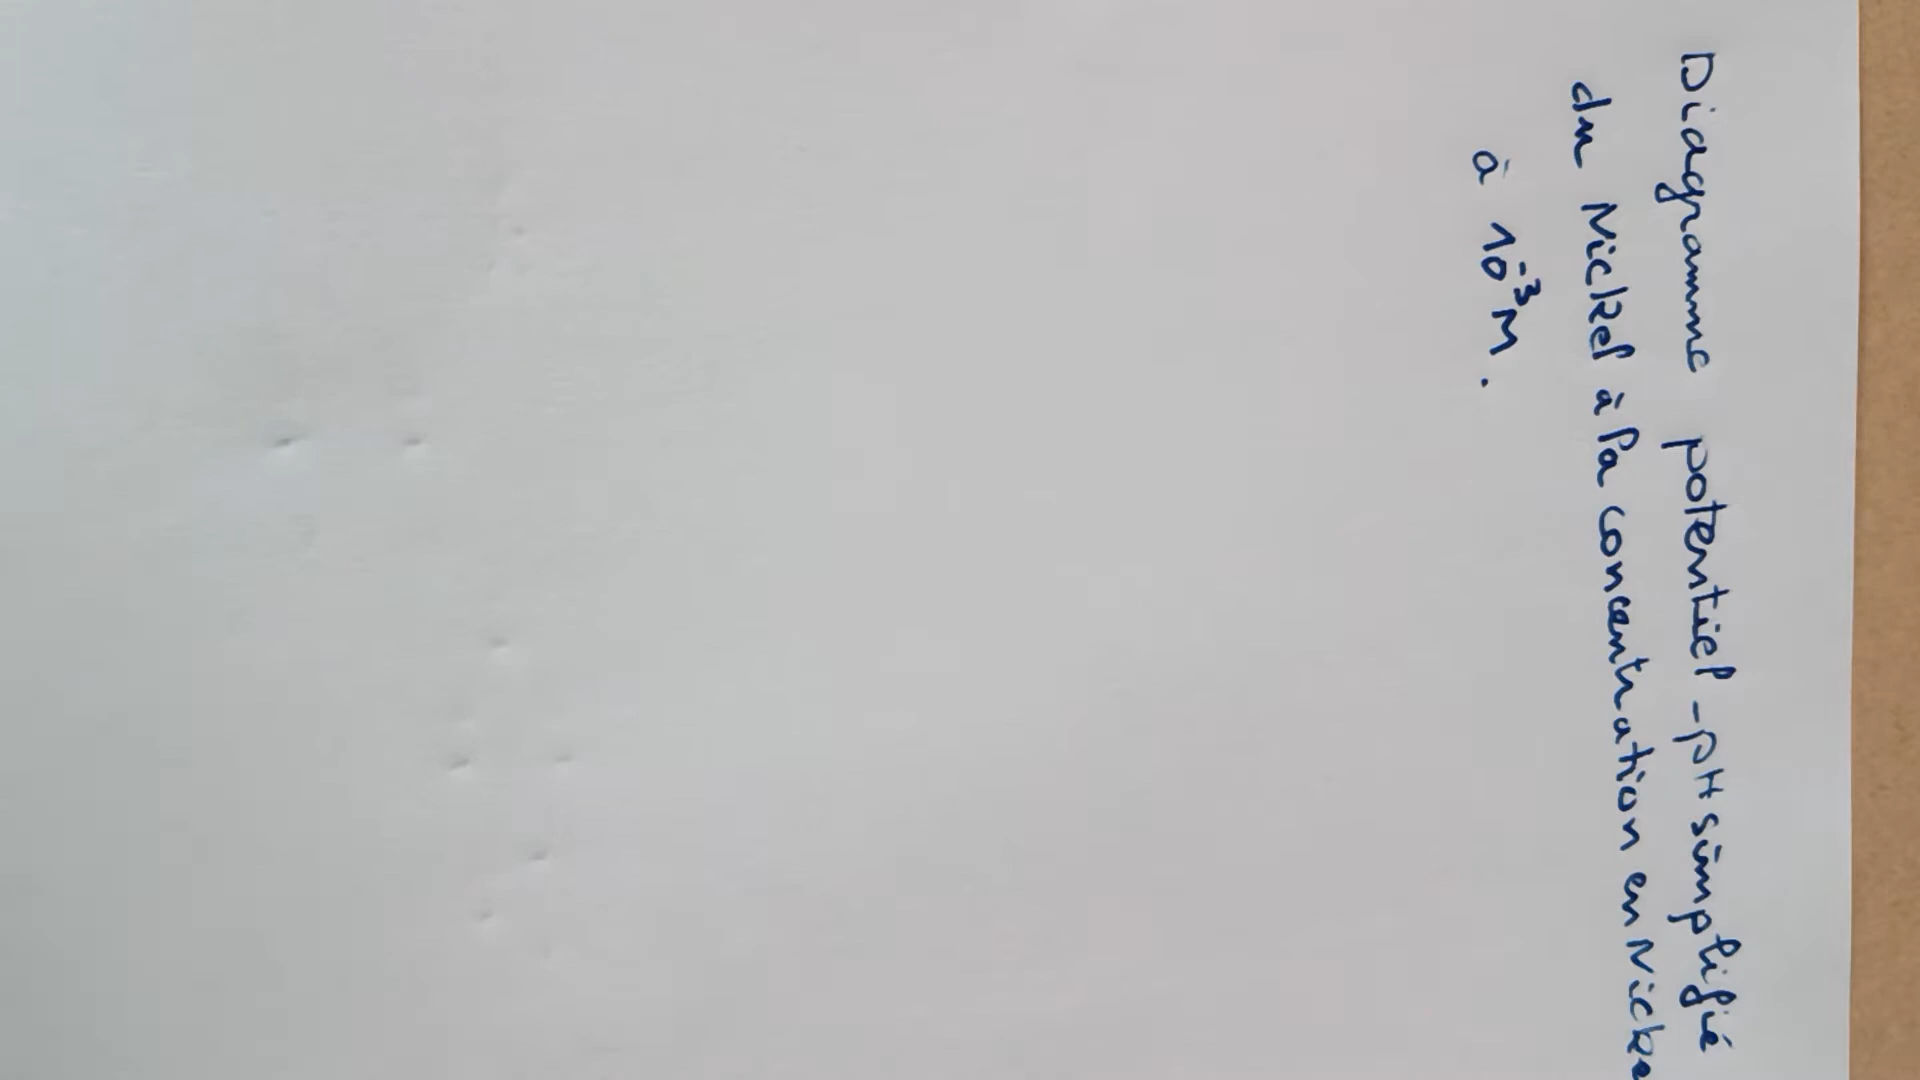 Diagramme potentiel-pH simplifié
du Nickel à la concentration en Nicke
à 10⁻³M.